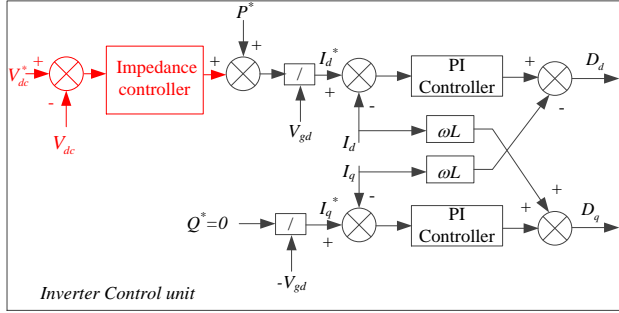 P*
V*dc
+
-
Vdc
Impedance
controller
+
+
/
Vgd
Id*
+
-
Id
PI
Controller
+
-
Dd
ωL
Iq
ωL
Q*=0
/
-Vgd
Iq*
+
-
PI
Controller
+
+
Dq
Inverter Control unit